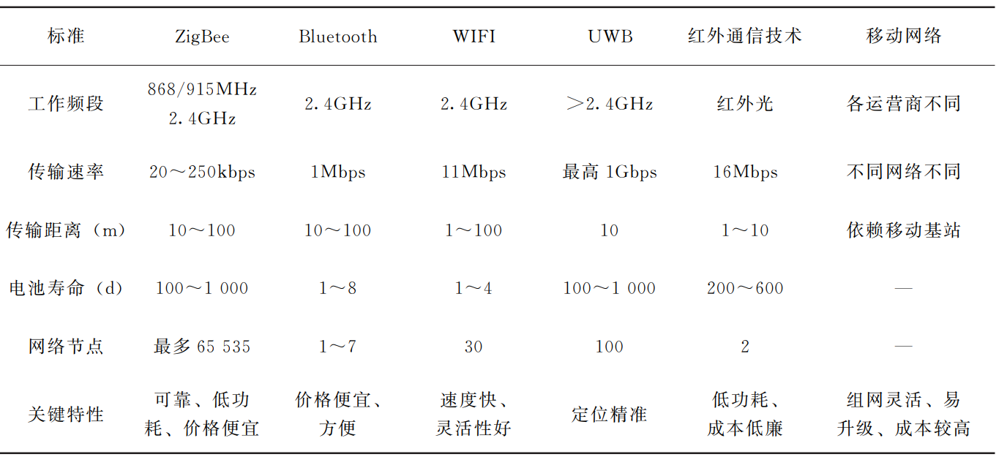 标准 ZigBee Bluetooth WIFI UWB 红外通信技术 移动网络
工作频段 868/915MHz 2.4GHz 2.4GHz 2.4GHz >2.4GHz 红外光 各运营商不同
传输速率 20～250kbps 1Mbps 11Mbps 最高1Gbps 16Mbps 不同网络不同
传输距离（m） 10～100 10～100 1～100 10 1～10 依赖移动基站
电池寿命（d） 100～1 000 1～8 1～4 100～1 000 200～600 —
网络节点 最多65 535 1～7 30 100 2 —
关键特性 可靠、低功耗、价格便宜 价格便宜、方便 速度快、灵活性好 定位精准 低功耗、成本低廉 组网灵活、易升级、成本较高